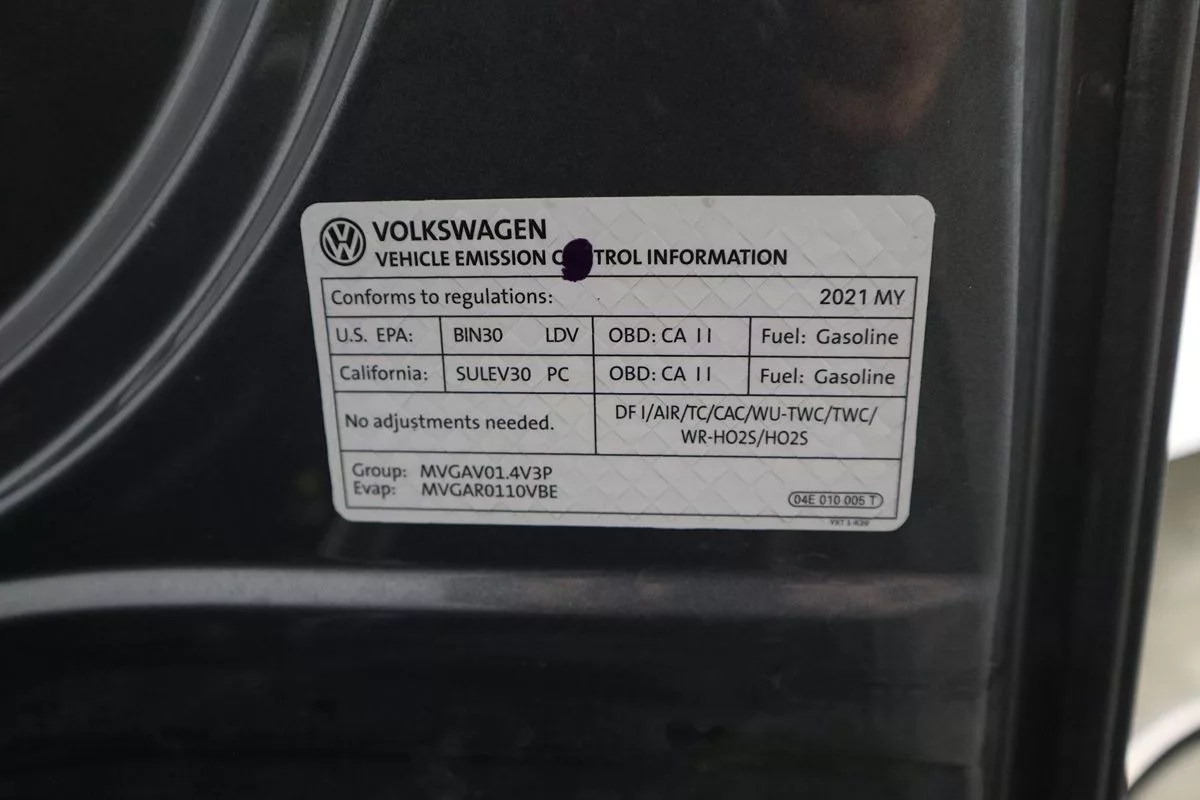 VOLKSWAGEN
VEHICLE EMISSION C TROL INFORMATION
Conforms to regulations: 2021 MY
U.S. EPA: BIN30 LDV OBD: CA II Fuel: Gasoline
California: SULEV30 PC OBD: CA II Fuel: Gasoline
No adjustments needed. DFI/AIR/TC/CAC/WU-TWC/TWC/
WR-HO2S/HO2S
Group: MVGAV01.4V3P
Evap: MVGAR0110VBE
04E 010 005 T